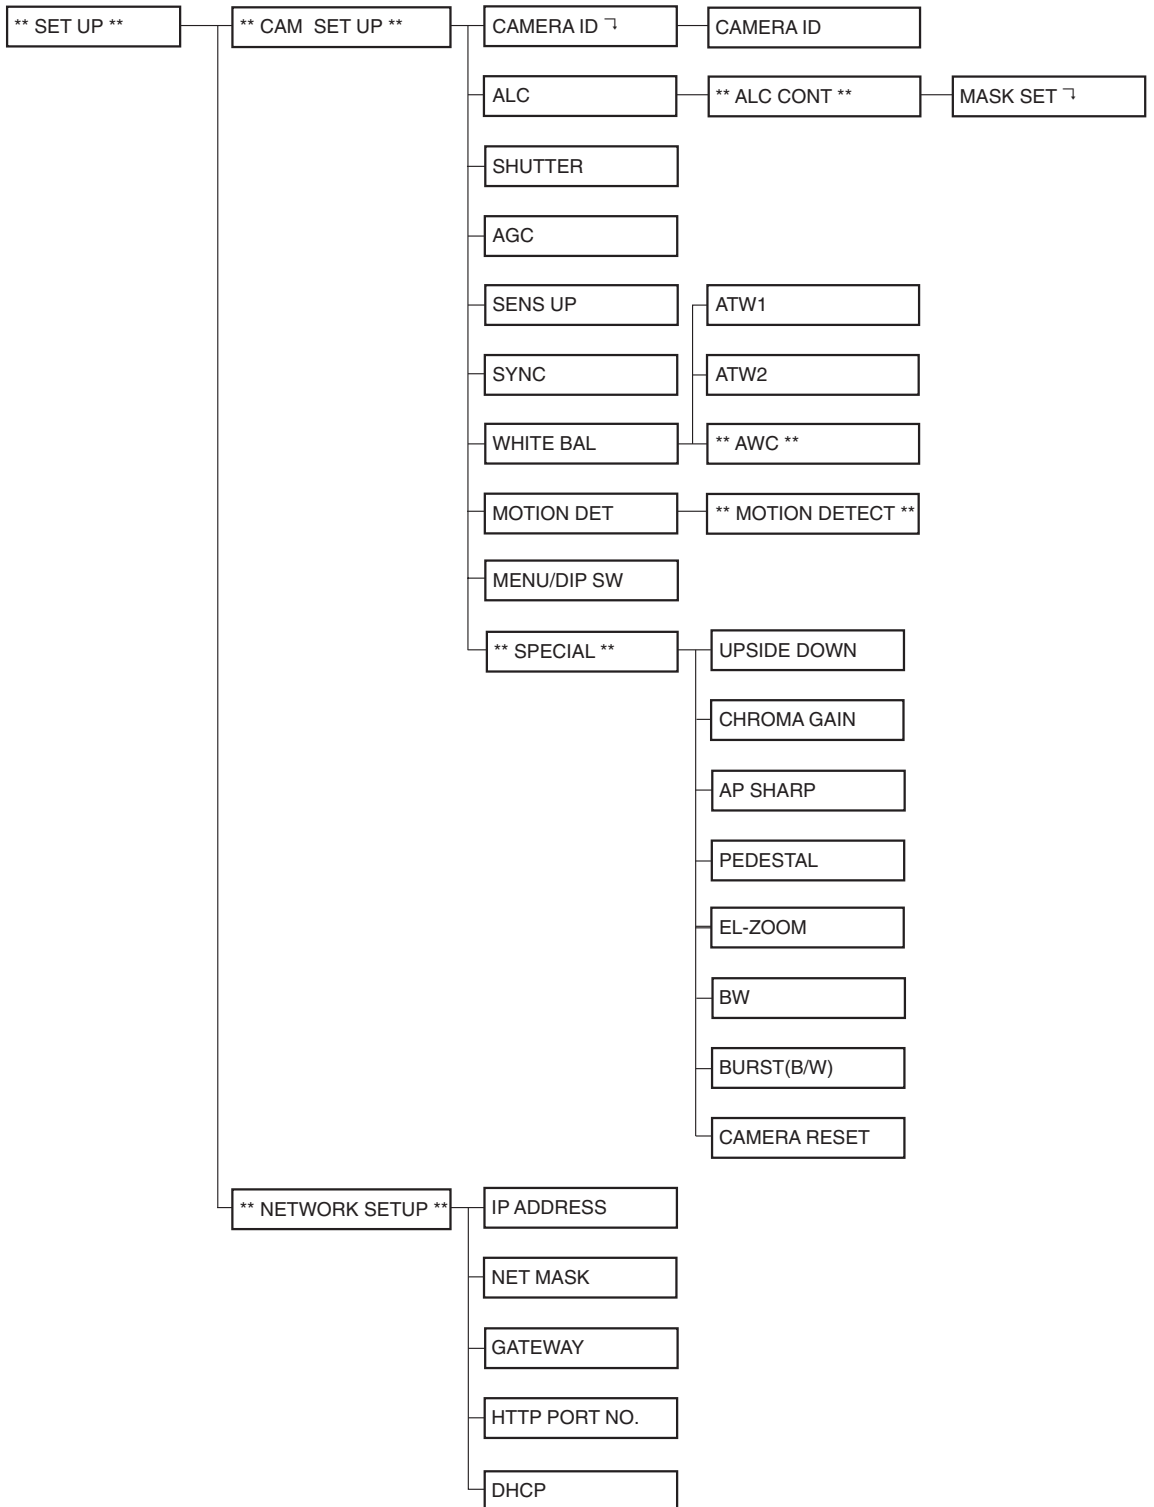 ** SET UP **
** CAM SET UP **
CAMERA ID
CAMERA ID
ALC
** ALC CONT **
MASK SET
SHUTTER
AGC
SENS UP
ATW1
SYNC
ATW2
WHITE BAL
** AWC **
MOTION DET
** MOTION DETECT **
MENU/DIP SW
** SPECIAL **
UPSIDE DOWN
CHROMA GAIN
AP SHARP
PEDESTAL
EL-ZOOM
BW
BURST(B/W)
CAMERA RESET
** NETWORK SETUP **
IP ADDRESS
NET MASK
GATEWAY
HTTP PORT NO.
DHCP